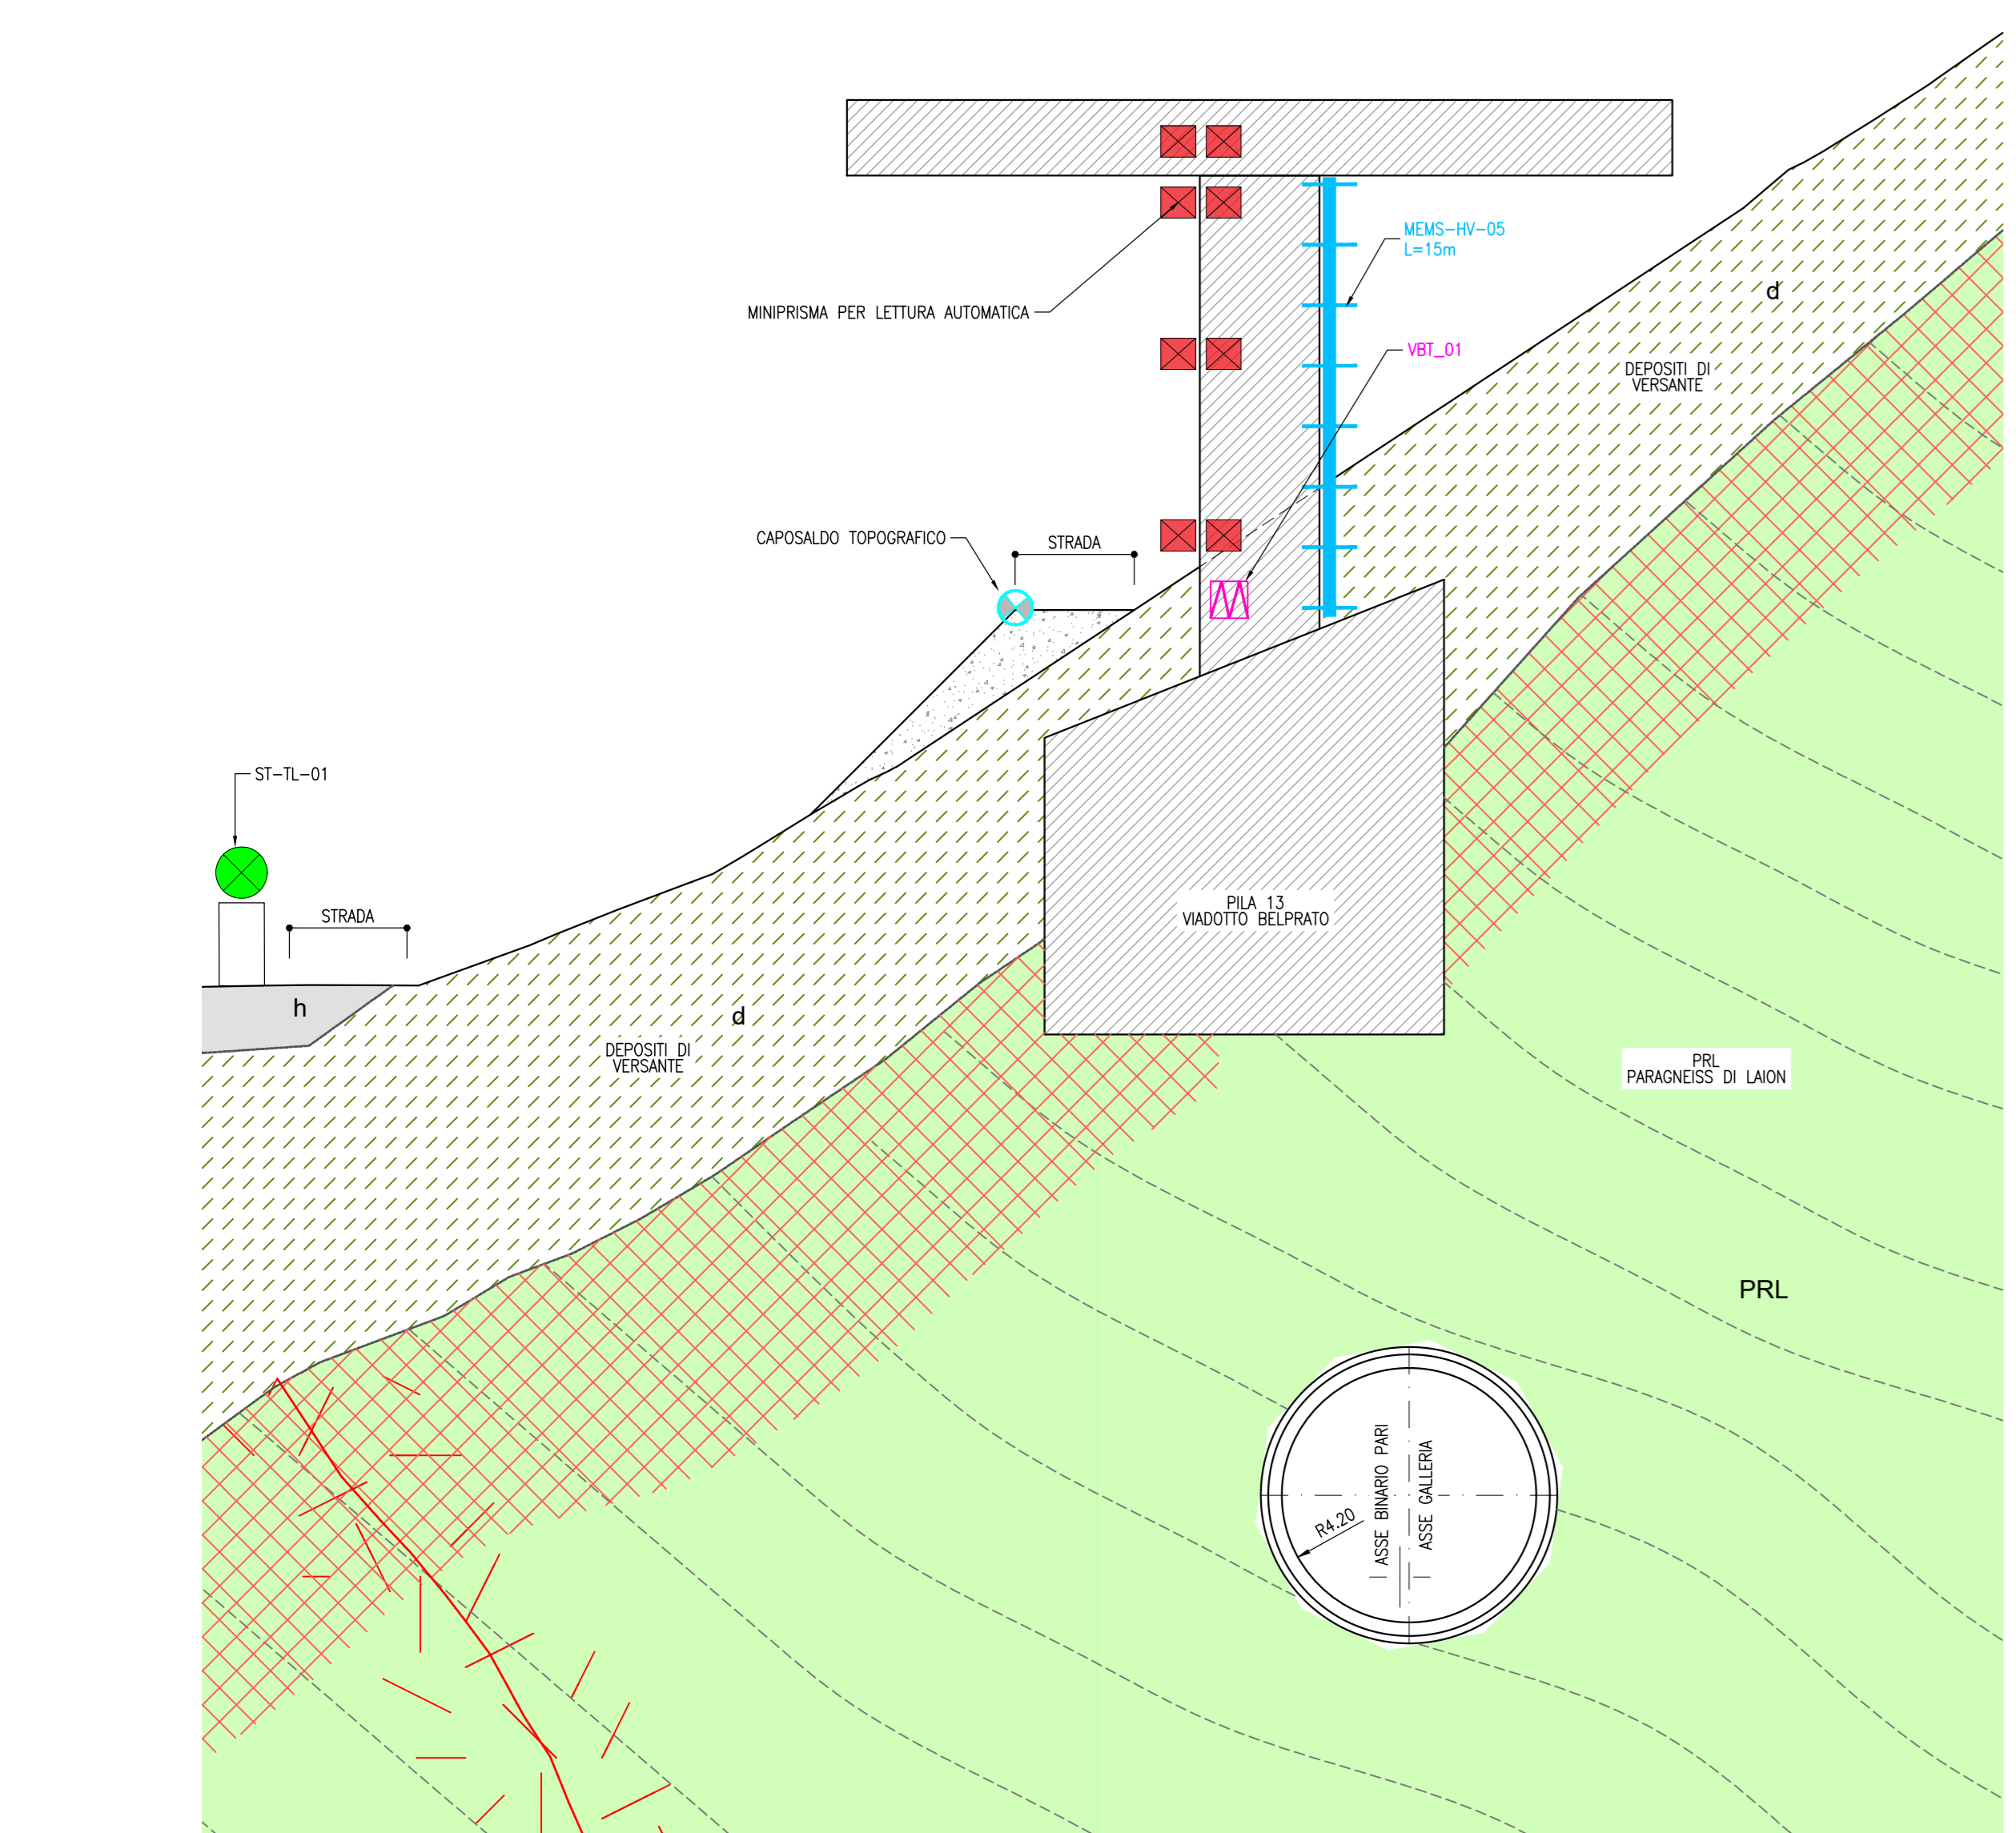 MEMS-HV-05
L=15m
MINIPRISMA PER LETTURA AUTOMATICA
VBT_01
d
DEPOSITI DI
VERSANTE
CAPOSALDO TOPOGRAFICO
STRADA
ST-TL-01
STRADA
PILA 13
VIADOTTO BELPRATO
h
d
DEPOSITI DI
VERSANTE
PRL
PARAGNEISS DI LAION
PRL
R4.20
ASSE BINARIO PARI
ASSE GALLERIA